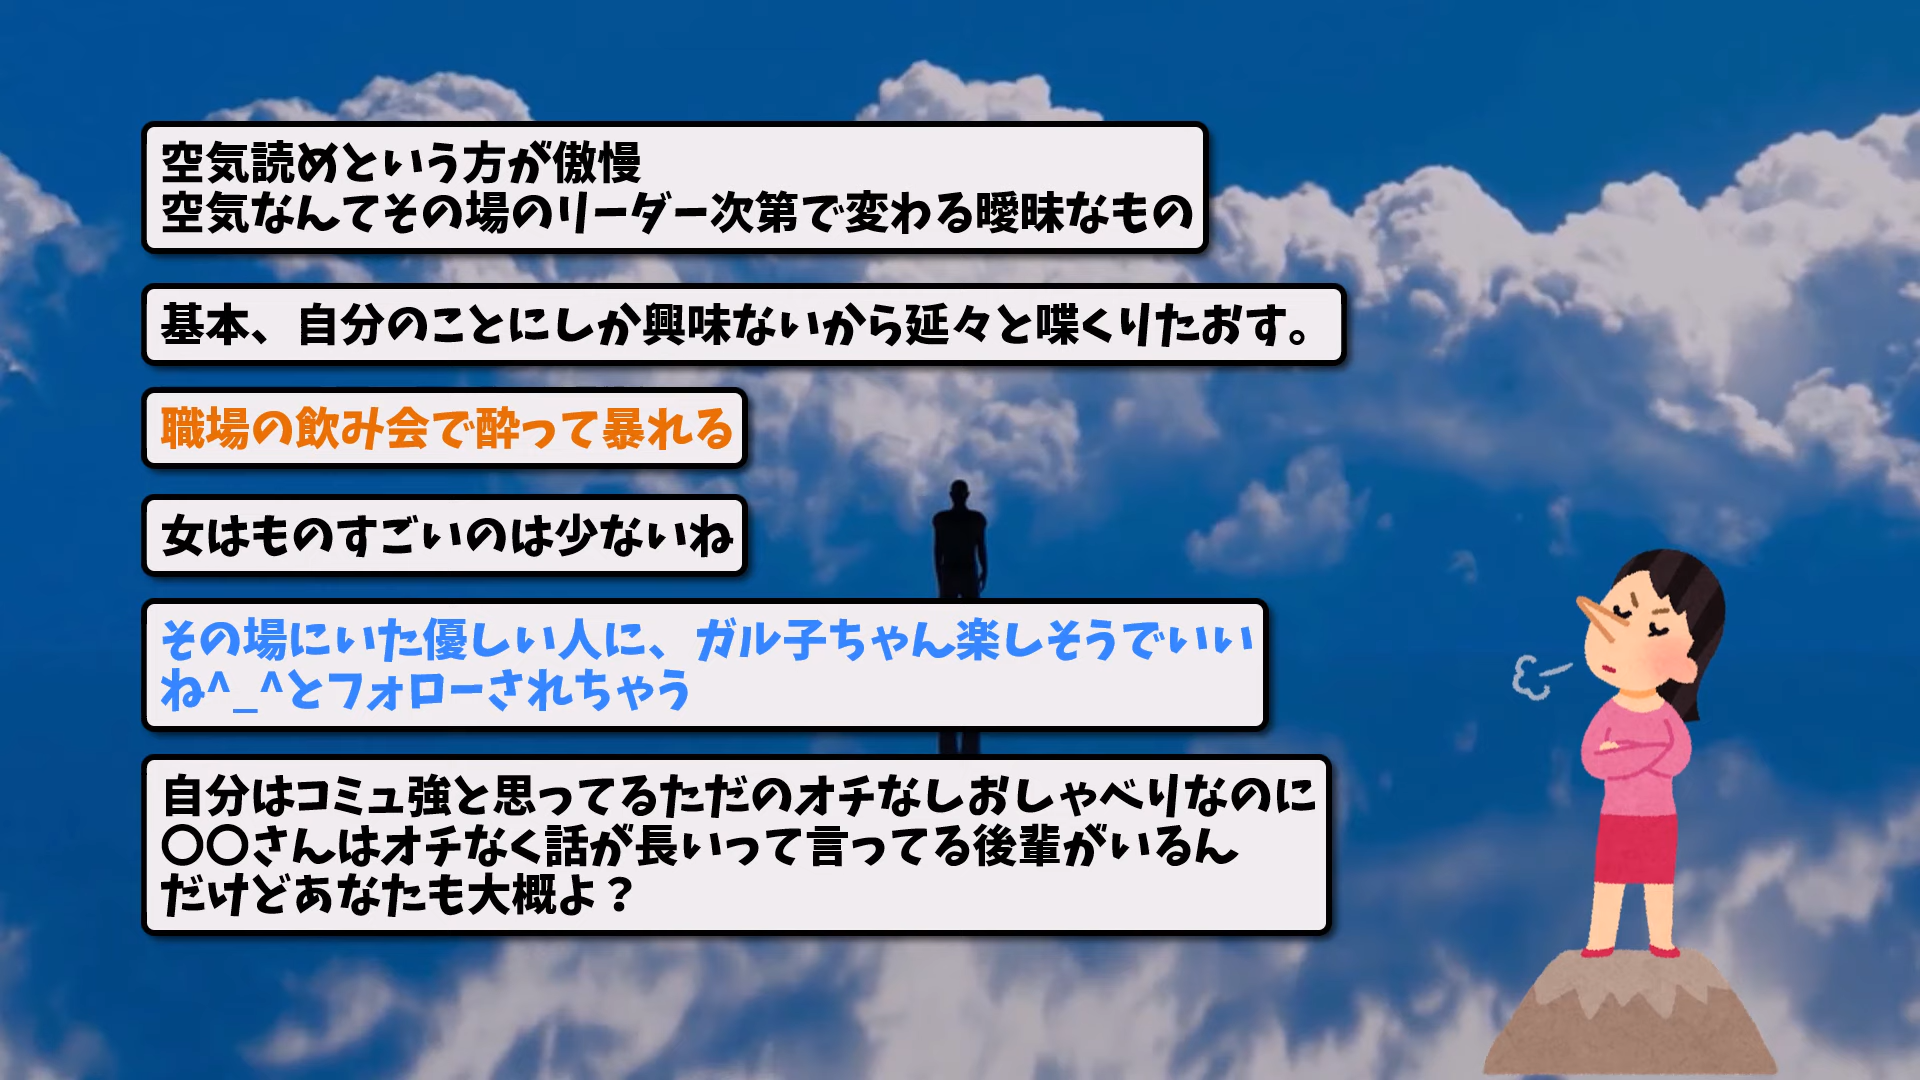 空気読めという方が傲慢
空気なんてその場のリーダー次第で変わる曖昧なもの
基本、自分のことにしか興味ないから延々と喋くりたおす。
職場の飲み会で酔って暴れる
女はものすごいのは少ないね
その場にいた優しい人に、ガル子ちゃん楽しそうでいい
ね^_^とフォローされちゃう
自分はコミュ強と思ってるただのオチなしおしゃべりなのに
〇〇さんはオチなく話が長いって言ってる後輩がいるん
だけどあなたも大概よ？